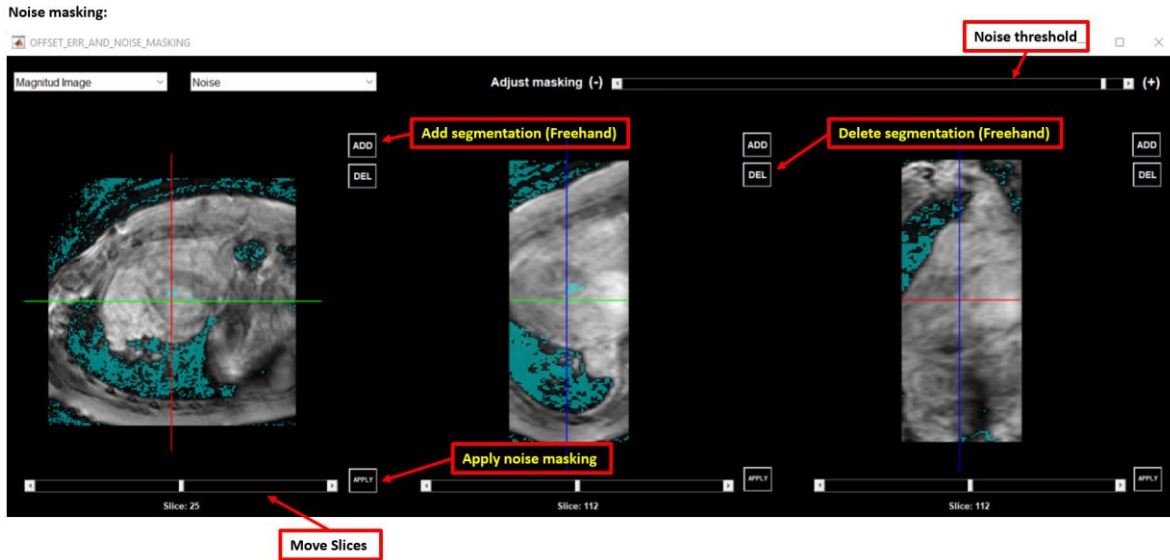 Noise masking:
OFFSET_ERR_AND_NOISE_MASKING
Noise threshold
Magnitud Image
Noise
Adjust masking (-)
(+)
Add segmentation (Freehand)
Delete segmentation (Freehand)
ADD
ADD
ADD
DEL
DEL
DEL
Apply noise masking
APPLY
APPLY
APPLY
Slice: 25
Slice: 112
Slice: 112
Move Slices